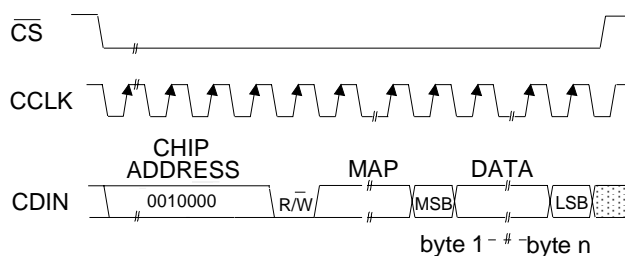 CS
CCLK
CHIP
ADDRESS
MAP
DATA
CDIN
0010000
R/W
MSB
LSB
byte 1
byte n